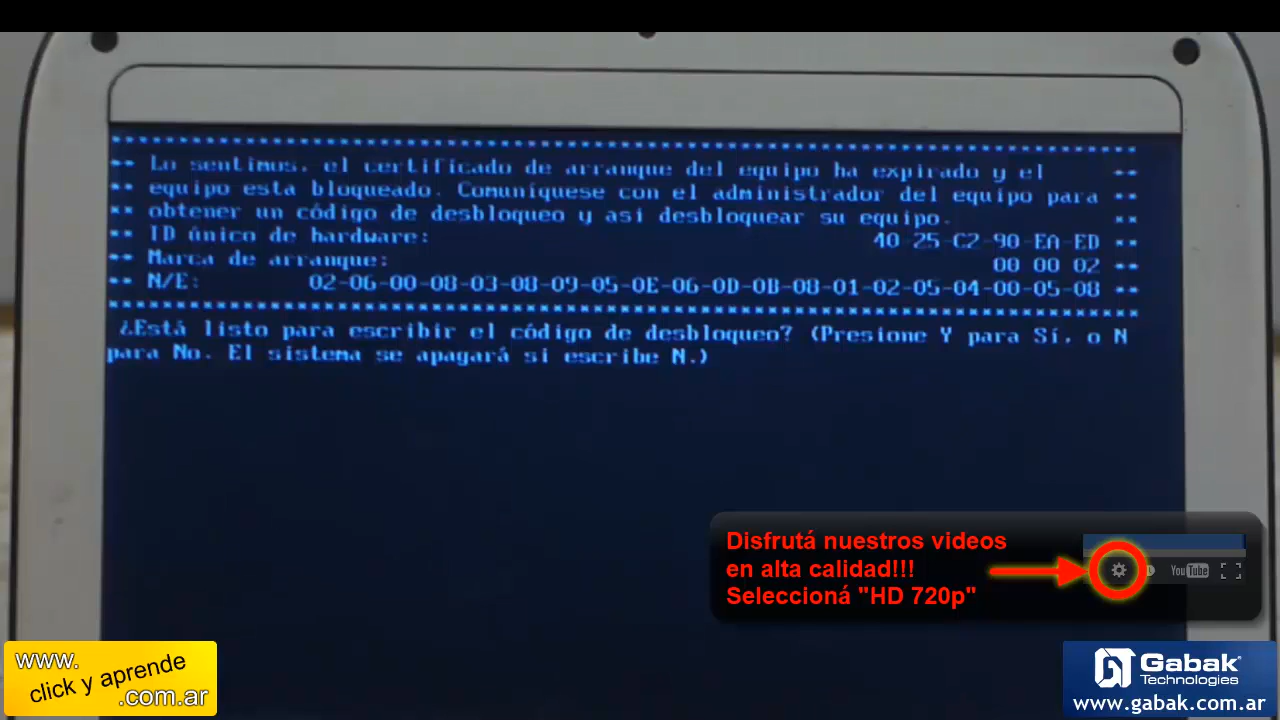 ****************************************************************************
** Lo sentimos, el certificado de arranque del equipo ha expirado y el **
** equipo esta bloqueado. Comuníquese con el administrador del equipo para **
** obtener un código de desbloqueo y así desbloquear su equipo. **
** ID único de hardware: 40-25-C2-90-EA-ED **
** Marca de arranque: 00 00 02 **
** N/E: 02-06-00-08-03-08-09-05-0E-06-0D-0B-08-01-02-05-04-00-05-08 **
****************************************************************************
¿Está listo para escribir el código de desbloqueo? (Presione Y para Sí, o N
para No. El sistema se apagará si escribe N.)
Disfrutá nuestros videos
en alta calidad!!!
Seleccioná "HD 720p"
YouTube
www.
click y aprende
.com.ar
Gabak
Technologies
www.gabak.com.ar